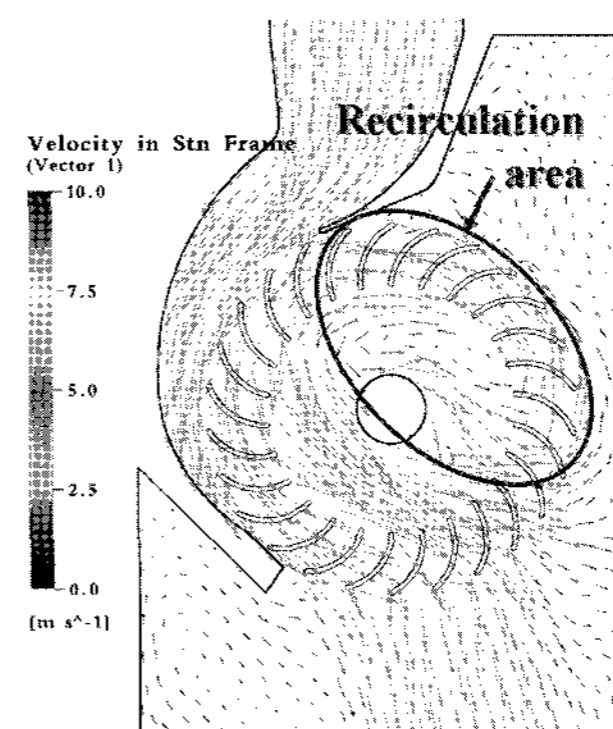 Recirculation
area
Velocity in Stn Frame
(Vector 1)
10.0
7.5
5.0
2.5
0.0
[m s^-1]